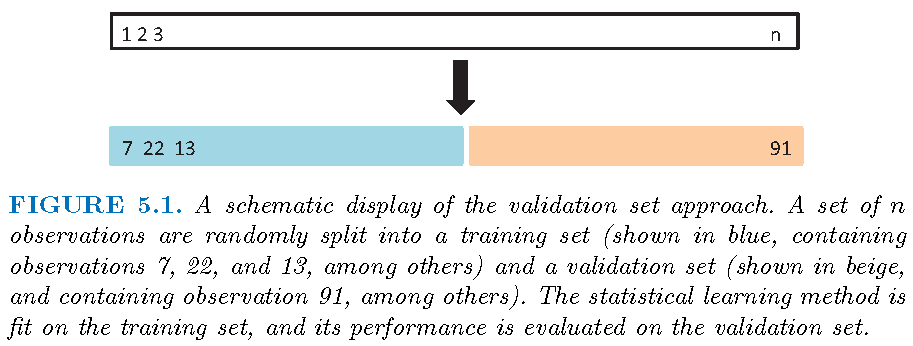 1 2 3 n
7 22 13 91
FIGURE 5.1. A schematic display of the validation set approach. A set of n
observations are randomly split into a training set (shown in blue, containing
observations 7, 22, and 13, among others) and a validation set (shown in beige,
and containing observation 91, among others). The statistical learning method is
fit on the training set, and its performance is evaluated on the validation set.